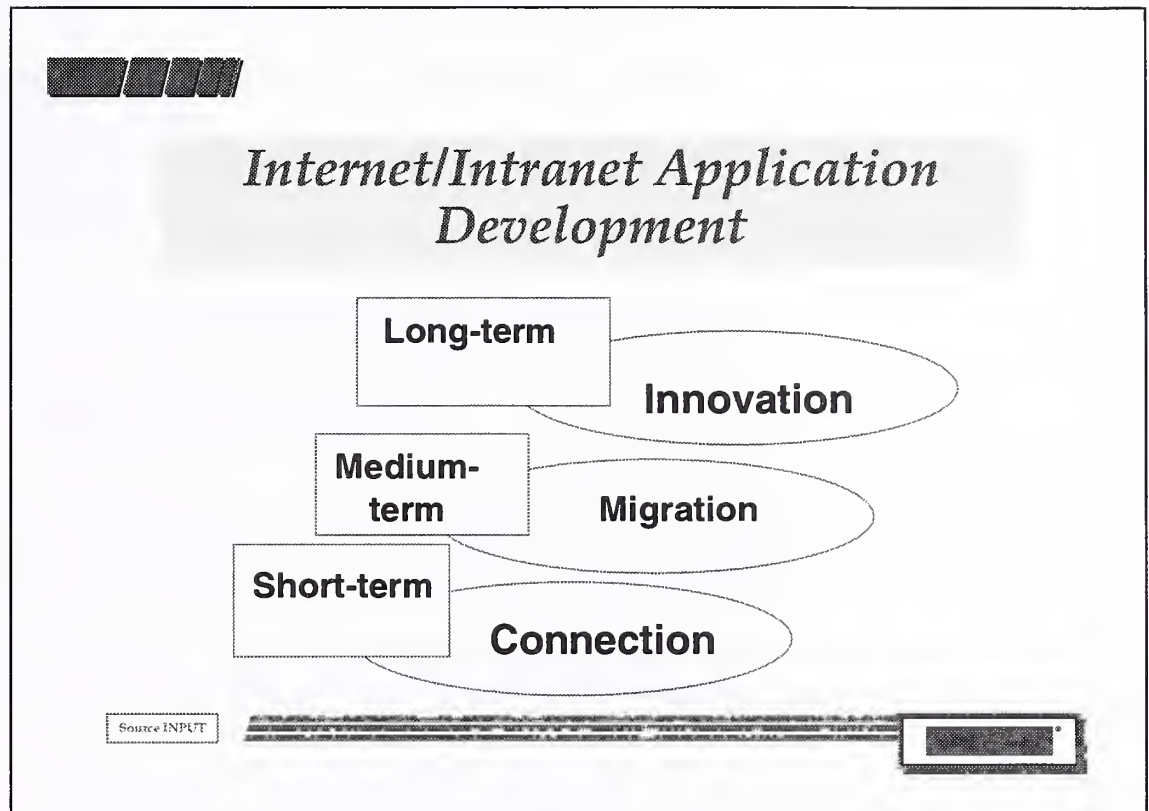 Internet/Intranet Application
Development
Long-term
Innovation
Medium-
term
Migration
Short-term
Connection
Source INPUT